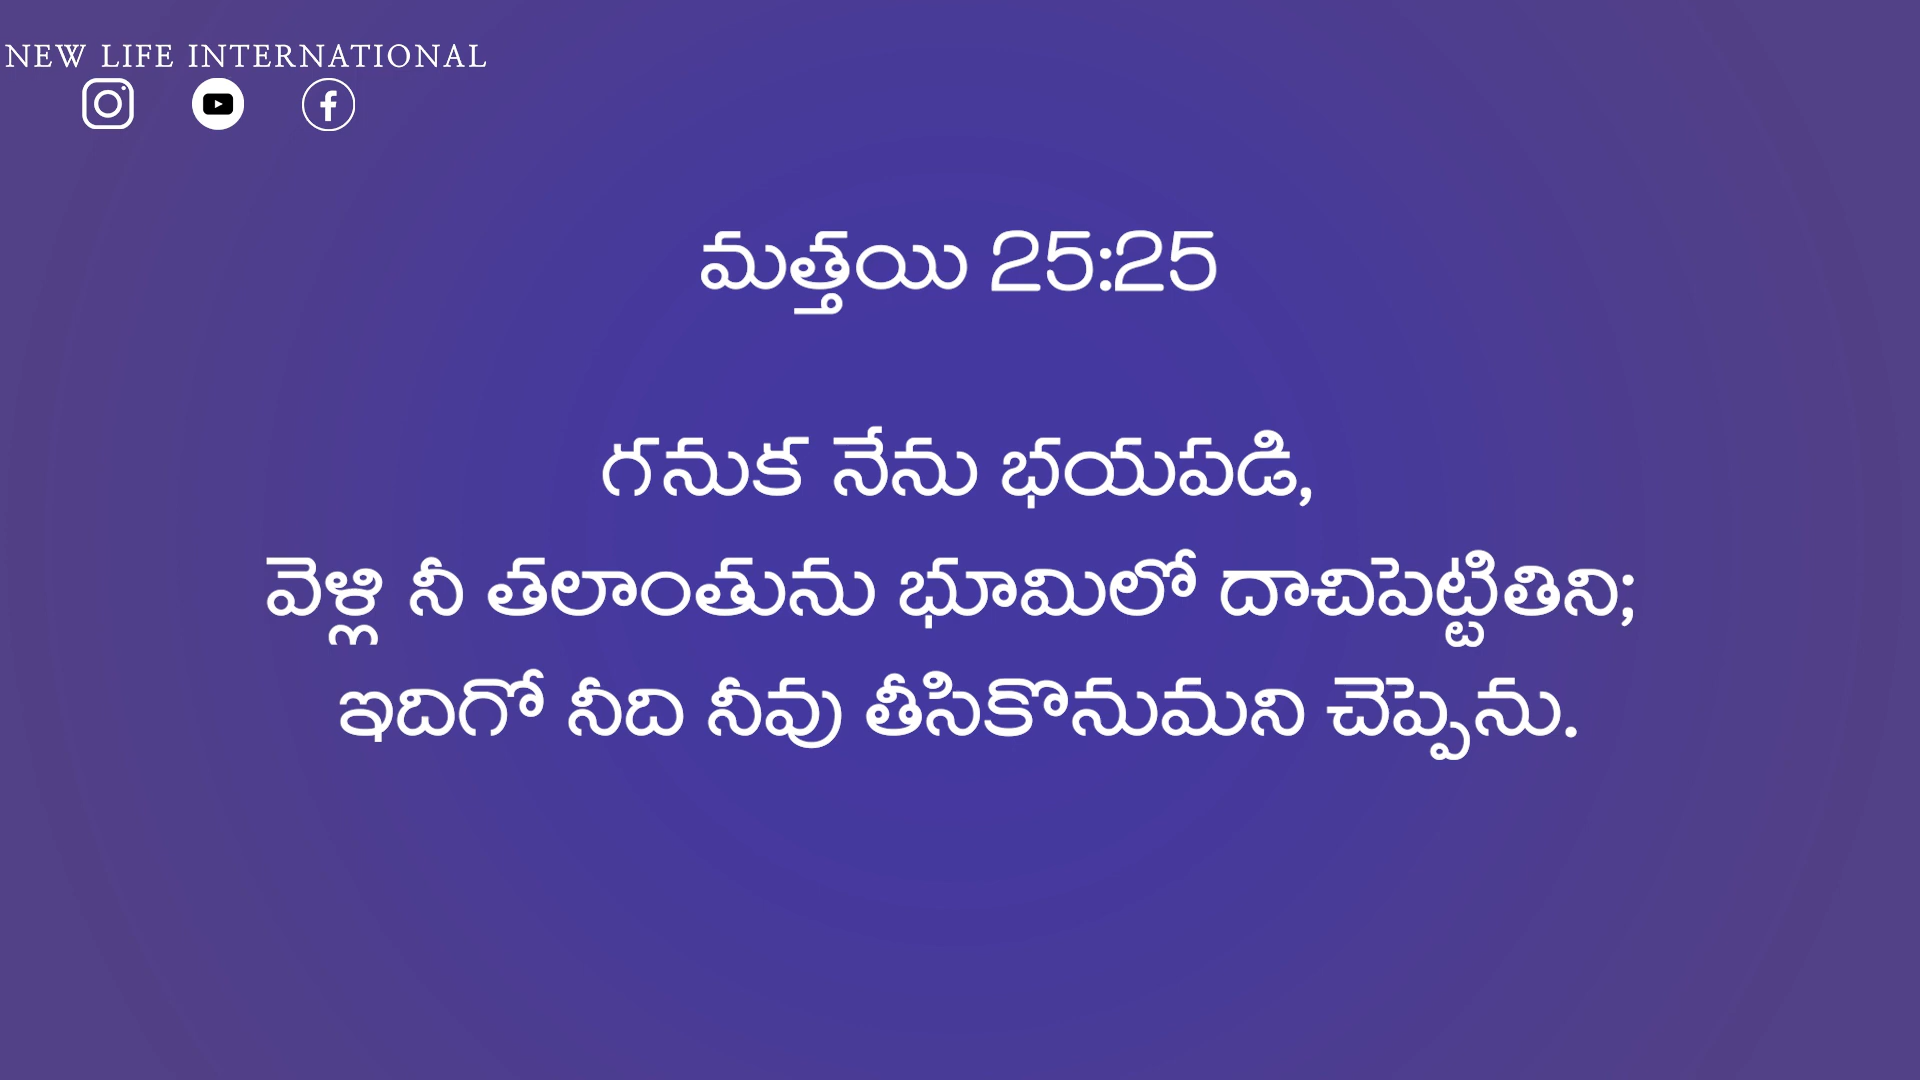 NEW LIFE INTERNATIONAL
మత్తయి 25:25
గనుక నేను భయపడి,
వెళ్లి నీ తలాంతును భూమిలో దాచిపెట్టితిని;
ఇదిగో నీది నీవు తీసికొనుమని చెప్పెను.